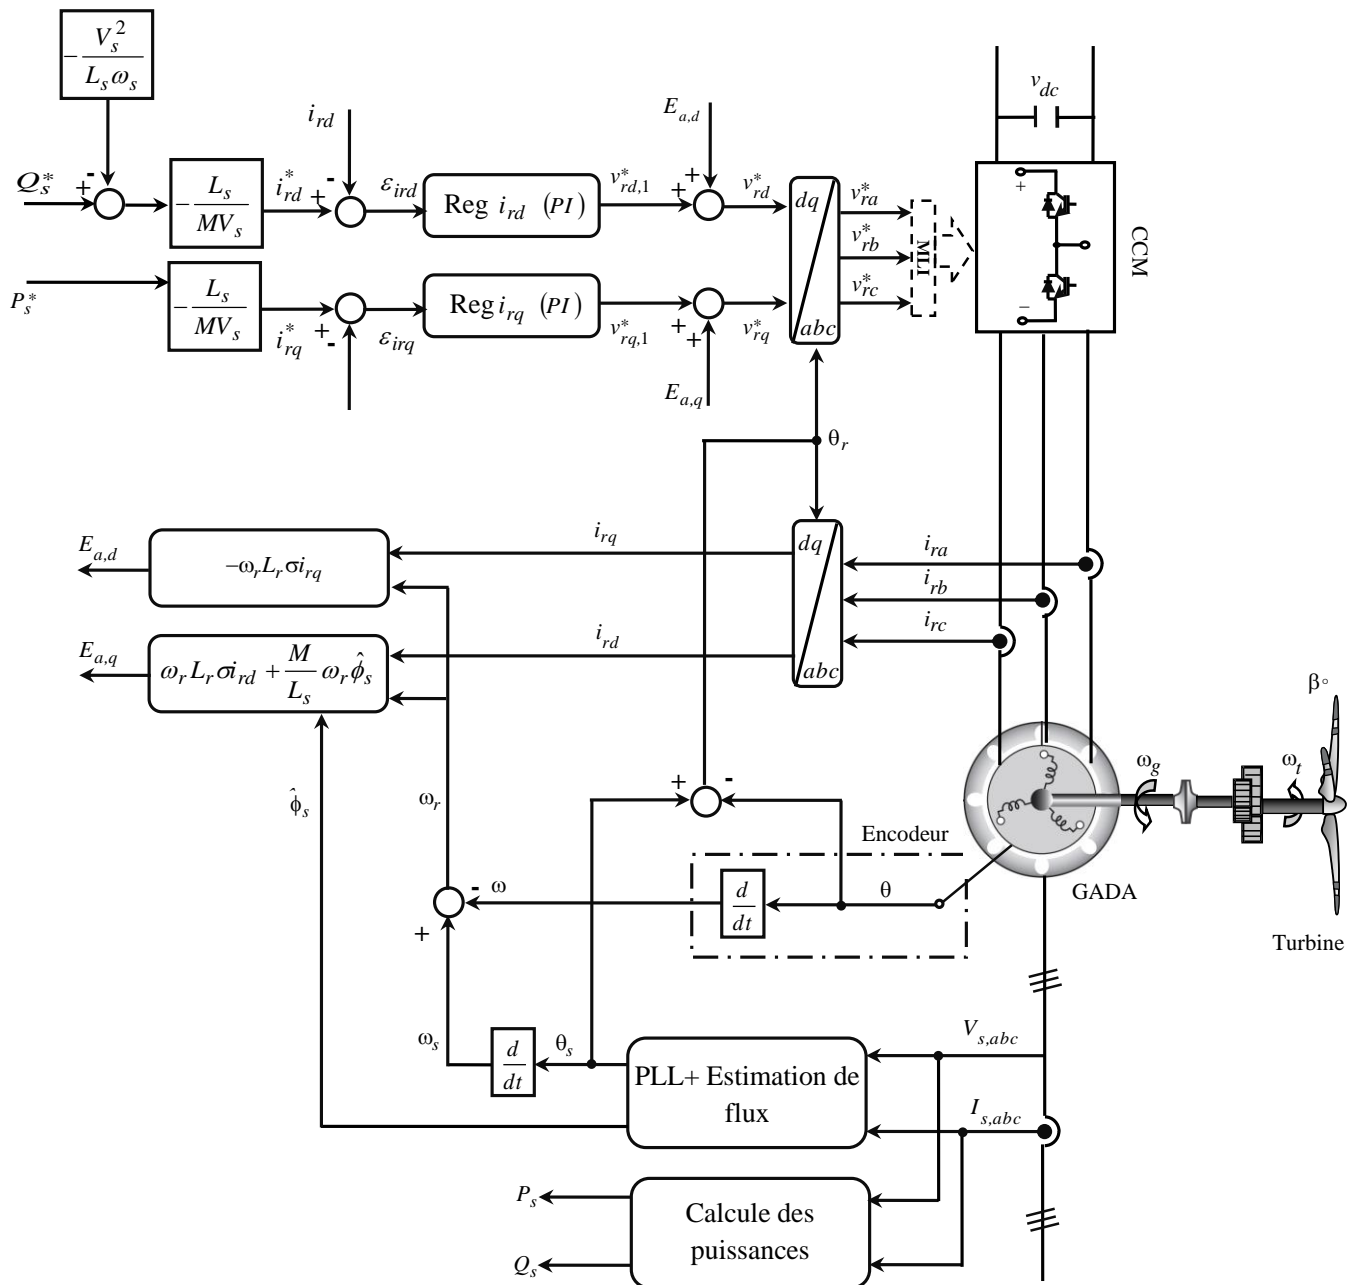 -V_s^2 / L_s ω_s
Q_s^*
+ -
-L_s / MV_s
i_rd^*
+ -
i_rd
ε_ird
Reg i_rd (PI)
v_rd,1^*
+ +
E_a,d
v_rd^*
dq
abc
v_ra^*
v_rb^*
v_rc^*
MLI
v_dc
+
−
CCM
P_s^*
-L_s / MV_s
i_rq^*
+ -
ε_irq
Reg i_rq (PI)
v_rq,1^*
+ +
E_a,q
v_rq^*
θ_r
E_a,d
−ω_r L_r σ i_rq
i_rq
dq
abc
i_ra
i_rb
i_rc
E_a,q
ω_r L_r σ i_rd + M/L_s ω_r φ̂_s
i_rd
β°
φ̂_s
ω_r
+ -
ω_g
ω_t
Encodeur
- ω
+
d/dt
θ
GADA
Turbine
ω_s
d/dt
θ_s
PLL+ Estimation de
flux
V_s,abc
I_s,abc
P_s
Q_s
Calcule des
puissances